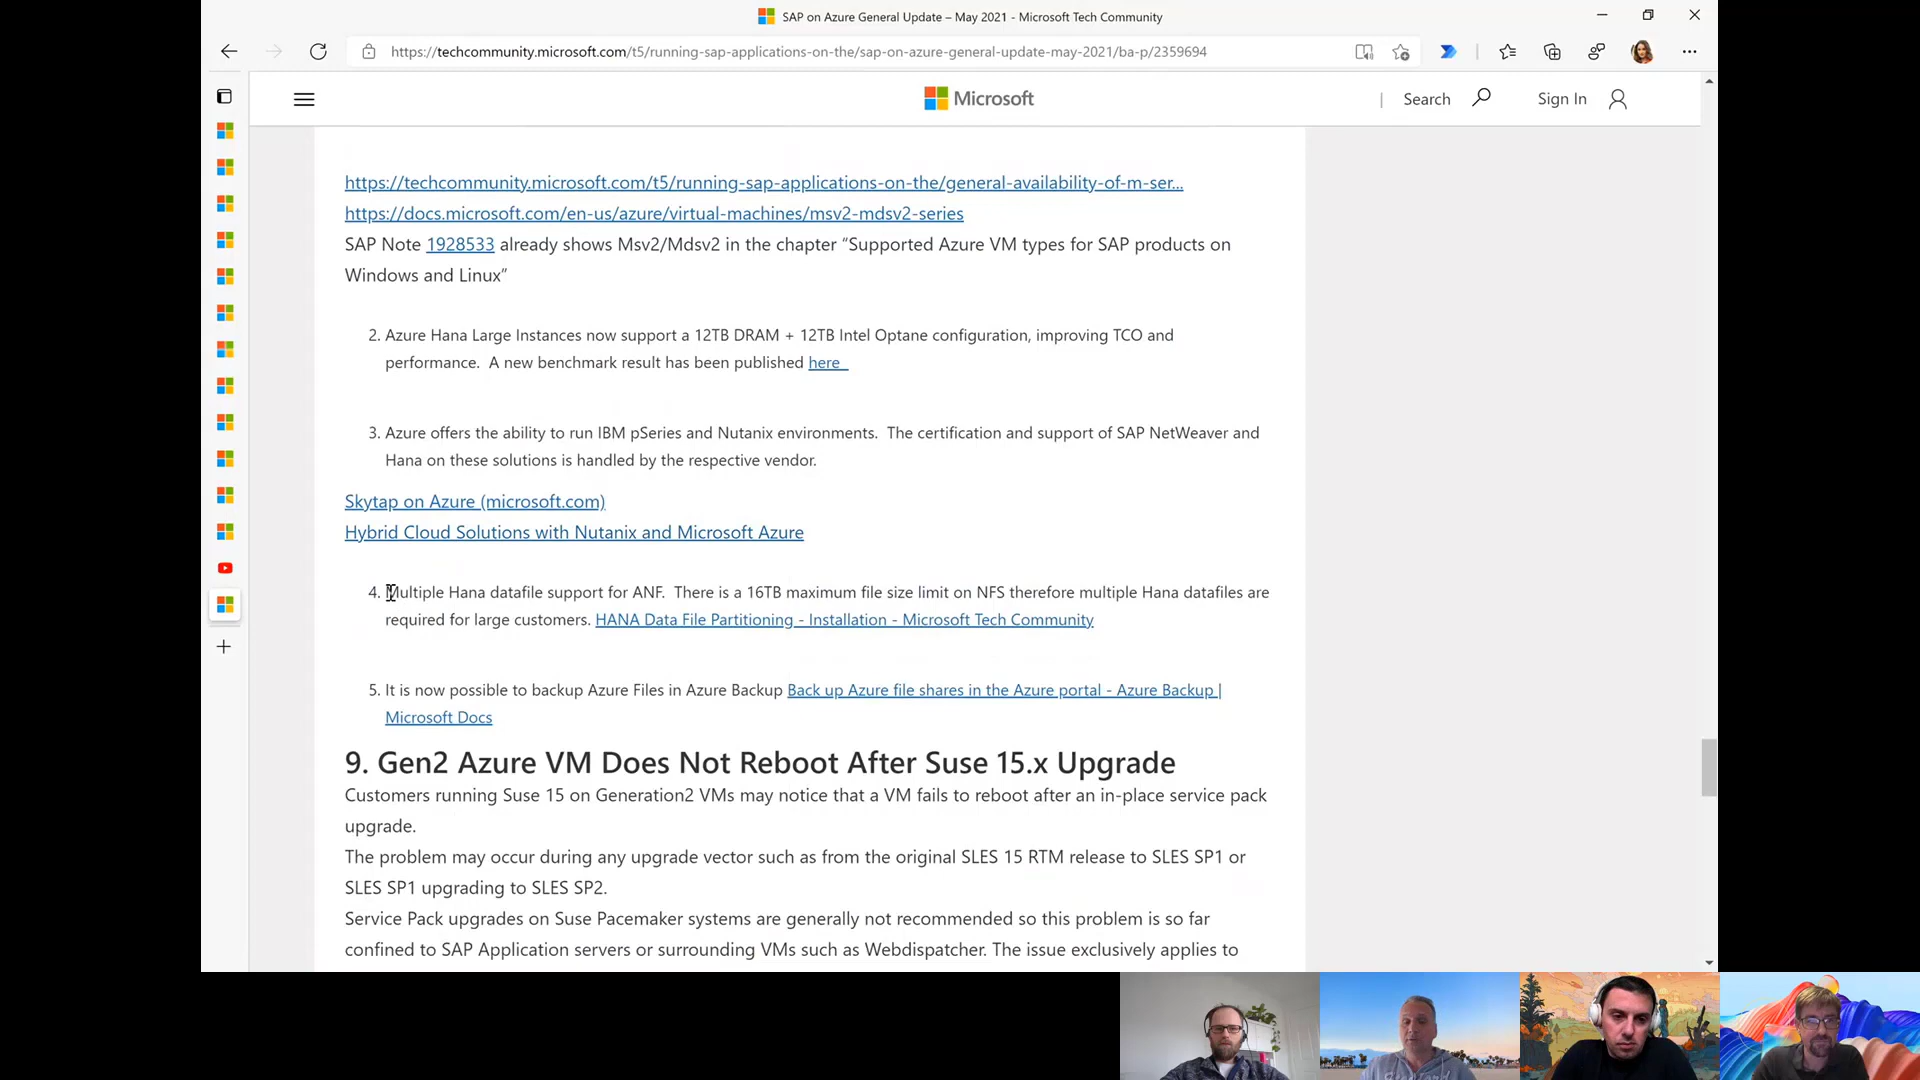 SAP on Azure General Update – May 2021 - Microsoft Tech Community
https://techcommunity.microsoft.com/t5/running-sap-applications-on-the/sap-on-azure-general-update-may-2021/ba-p/2359694
Microsoft
Search
Sign In
https://techcommunity.microsoft.com/t5/running-sap-applications-on-the/general-availability-of-m-ser...
https://docs.microsoft.com/en-us/azure/virtual-machines/msv2-mdsv2-series
SAP Note 1928533 already shows Msv2/Mdsv2 in the chapter “Supported Azure VM types for SAP products on
Windows and Linux”
2. Azure Hana Large Instances now support a 12TB DRAM + 12TB Intel Optane configuration, improving TCO and
performance.  A new benchmark result has been published here
3. Azure offers the ability to run IBM pSeries and Nutanix environments.  The certification and support of SAP NetWeaver and
Hana on these solutions is handled by the respective vendor.
Skytap on Azure (microsoft.com)
Hybrid Cloud Solutions with Nutanix and Microsoft Azure
4. Multiple Hana datafile support for ANF.  There is a 16TB maximum file size limit on NFS therefore multiple Hana datafiles are
required for large customers. HANA Data File Partitioning - Installation - Microsoft Tech Community
5. It is now possible to backup Azure Files in Azure Backup Back up Azure file shares in the Azure portal - Azure Backup |
Microsoft Docs
9. Gen2 Azure VM Does Not Reboot After Suse 15.x Upgrade
Customers running Suse 15 on Generation2 VMs may notice that a VM fails to reboot after an in-place service pack
upgrade.
The problem may occur during any upgrade vector such as from the original SLES 15 RTM release to SLES SP1 or
SLES SP1 upgrading to SLES SP2.
Service Pack upgrades on Suse Pacemaker systems are generally not recommended so this problem is so far
confined to SAP Application servers or surrounding VMs such as Webdispatcher. The issue exclusively applies to